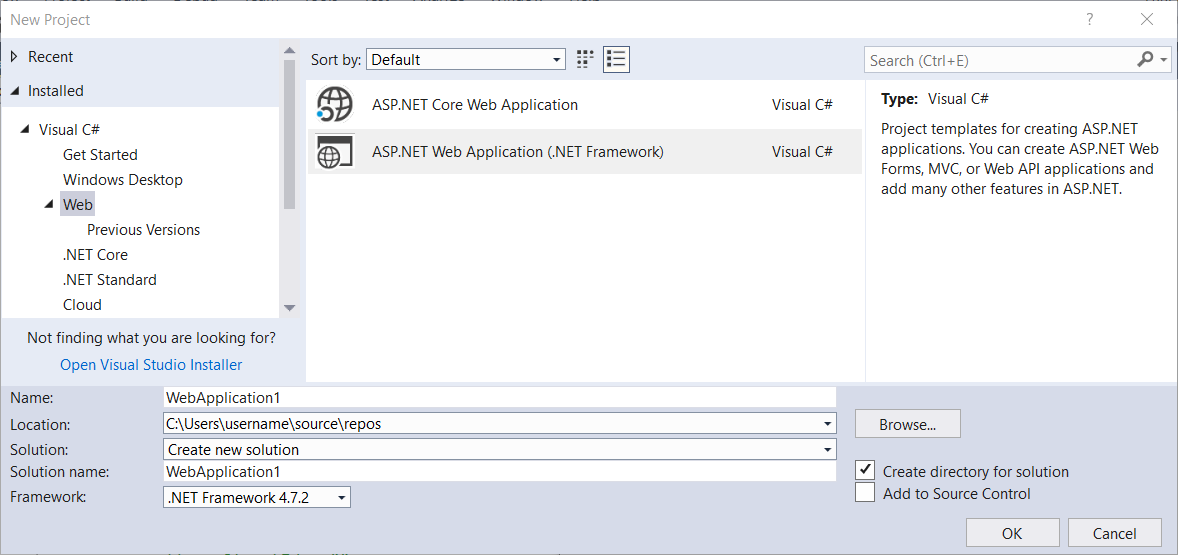 New Project
?
Recent
Installed
Visual C#
Get Started
Windows Desktop
Web
Previous Versions
.NET Core
.NET Standard
Cloud
Not finding what you are looking for?
Open Visual Studio Installer
Sort by: Default
Search (Ctrl+E)
ASP.NET Core Web Application Visual C#
ASP.NET Web Application (.NET Framework) Visual C#
Type: Visual C#
Project templates for creating ASP.NET
applications. You can create ASP.NET Web
Forms, MVC, or Web API applications and
add many other features in ASP.NET.
Name: WebApplication1
Location: C:\Users\username\source\repos
Browse...
Solution: Create new solution
Solution name: WebApplication1
Create directory for solution
Framework: .NET Framework 4.7.2
Add to Source Control
OK
Cancel